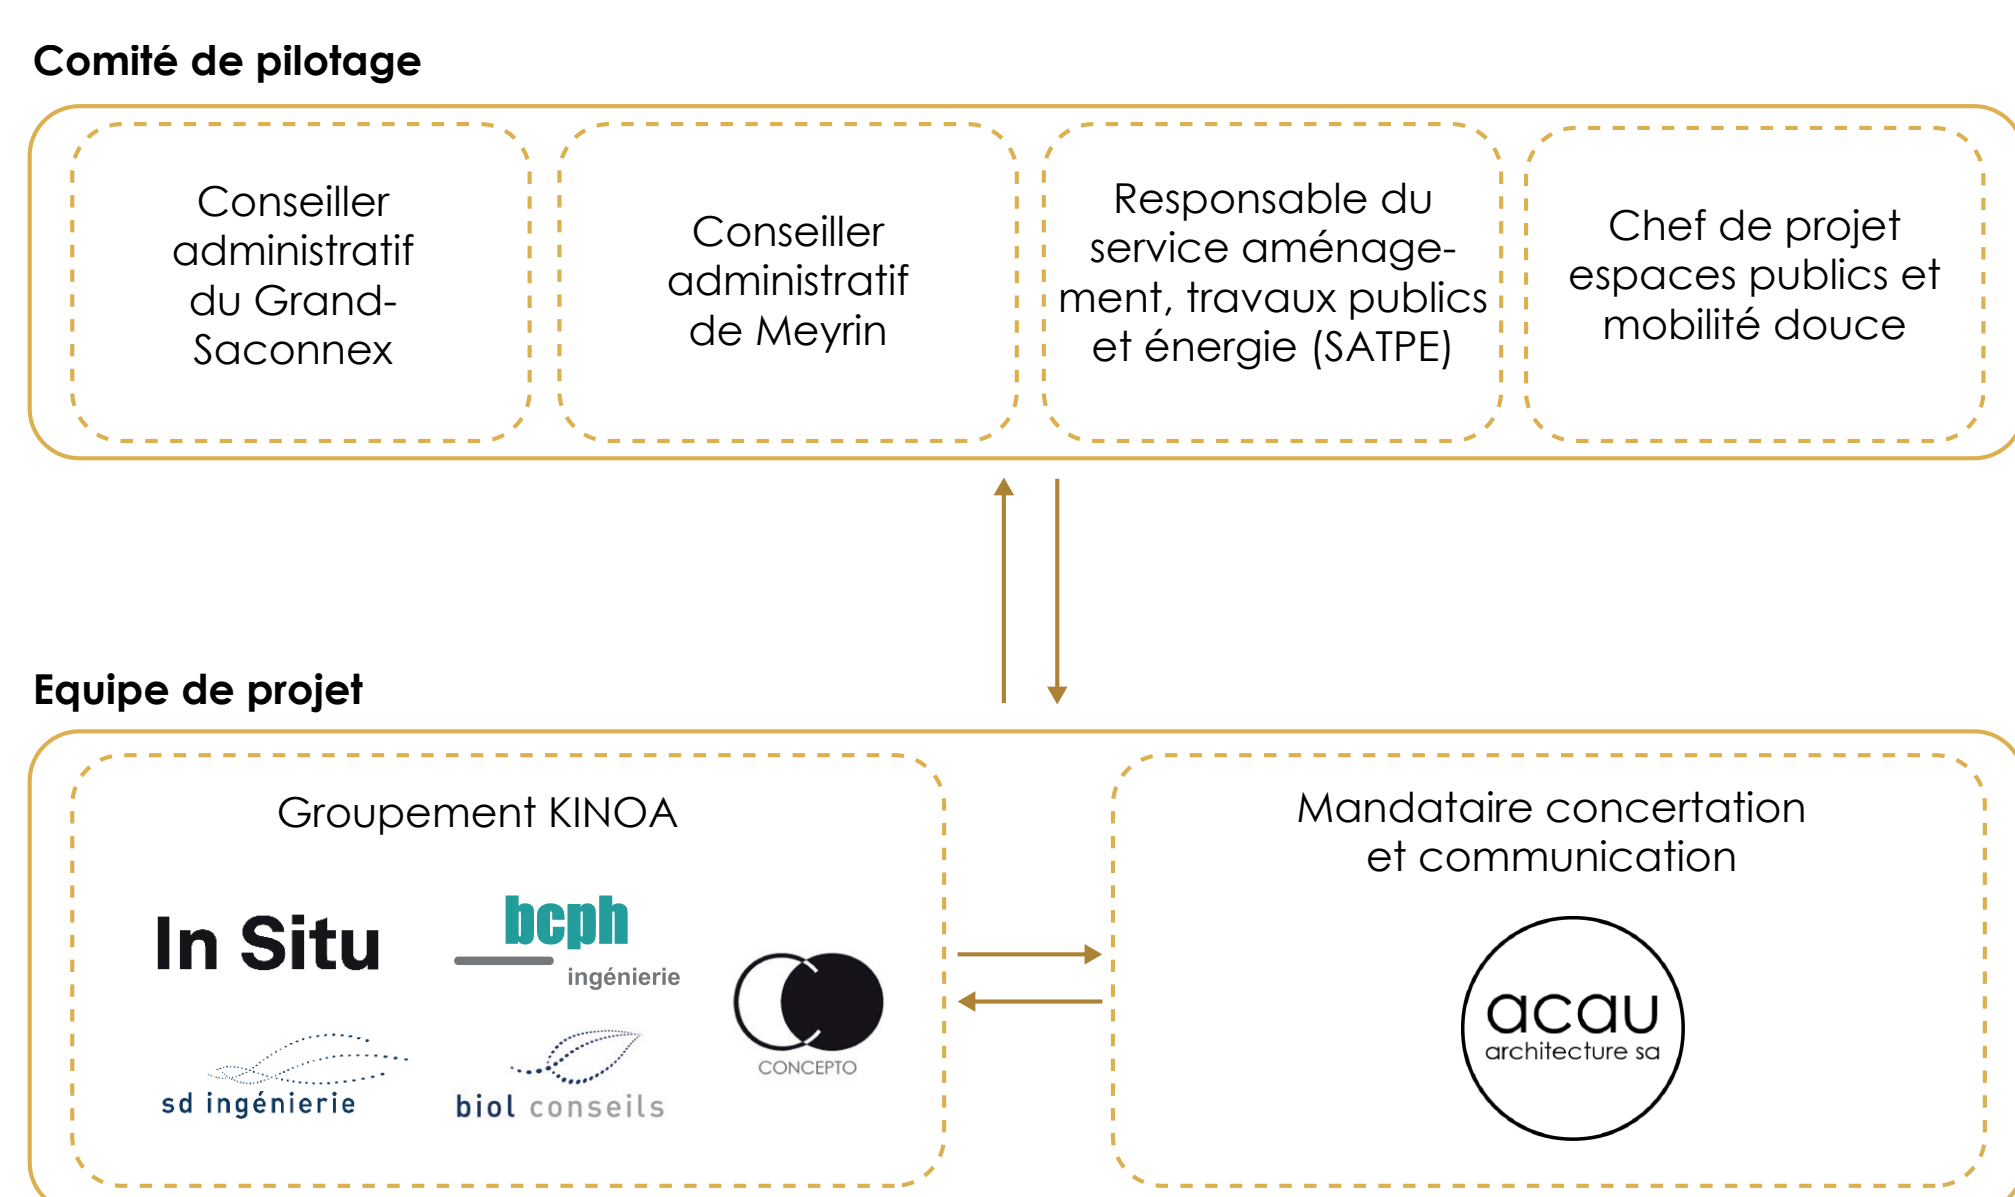 Comité de pilotage
Conseiller
administratif
du Grand-
Saconnex
Conseiller
administratif
de Meyrin
Responsable du
service aménage-
ment, travaux publics
et énergie (SATPE)
Chef de projet
espaces publics et
mobilité douce
Equipe de projet
Groupement KINOA
In Situ
bcph
ingénierie
CONCEPTO
sd ingénierie
biol conseils
Mandataire concertation
et communication
acau
architecture sa